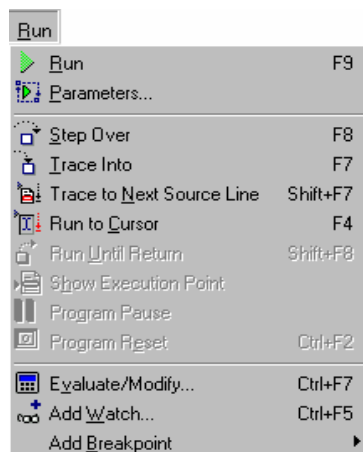 Run
Run F9
Parameters...
Step Over F8
Trace Into F7
Trace to Next Source Line Shift+F7
Run to Cursor F4
Run Until Return Shift+F8
Show Execution Point
Program Pause
Program Reset Ctrl+F2
Evaluate/Modify... Ctrl+F7
Add Watch... Ctrl+F5
Add Breakpoint